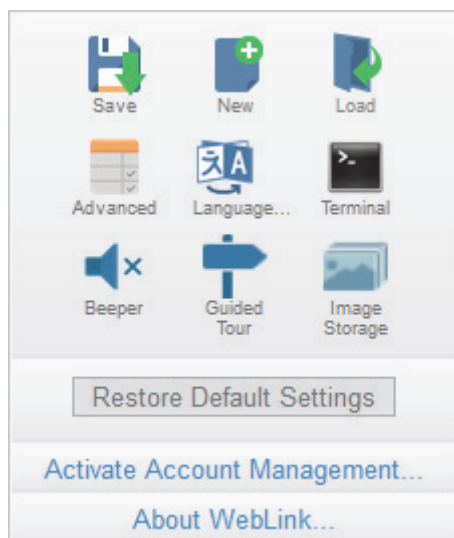 Save New Load
Advanced Language... Terminal
Beeper Guided Tour Image Storage
Restore Default Settings
Activate Account Management...
About WebLink...